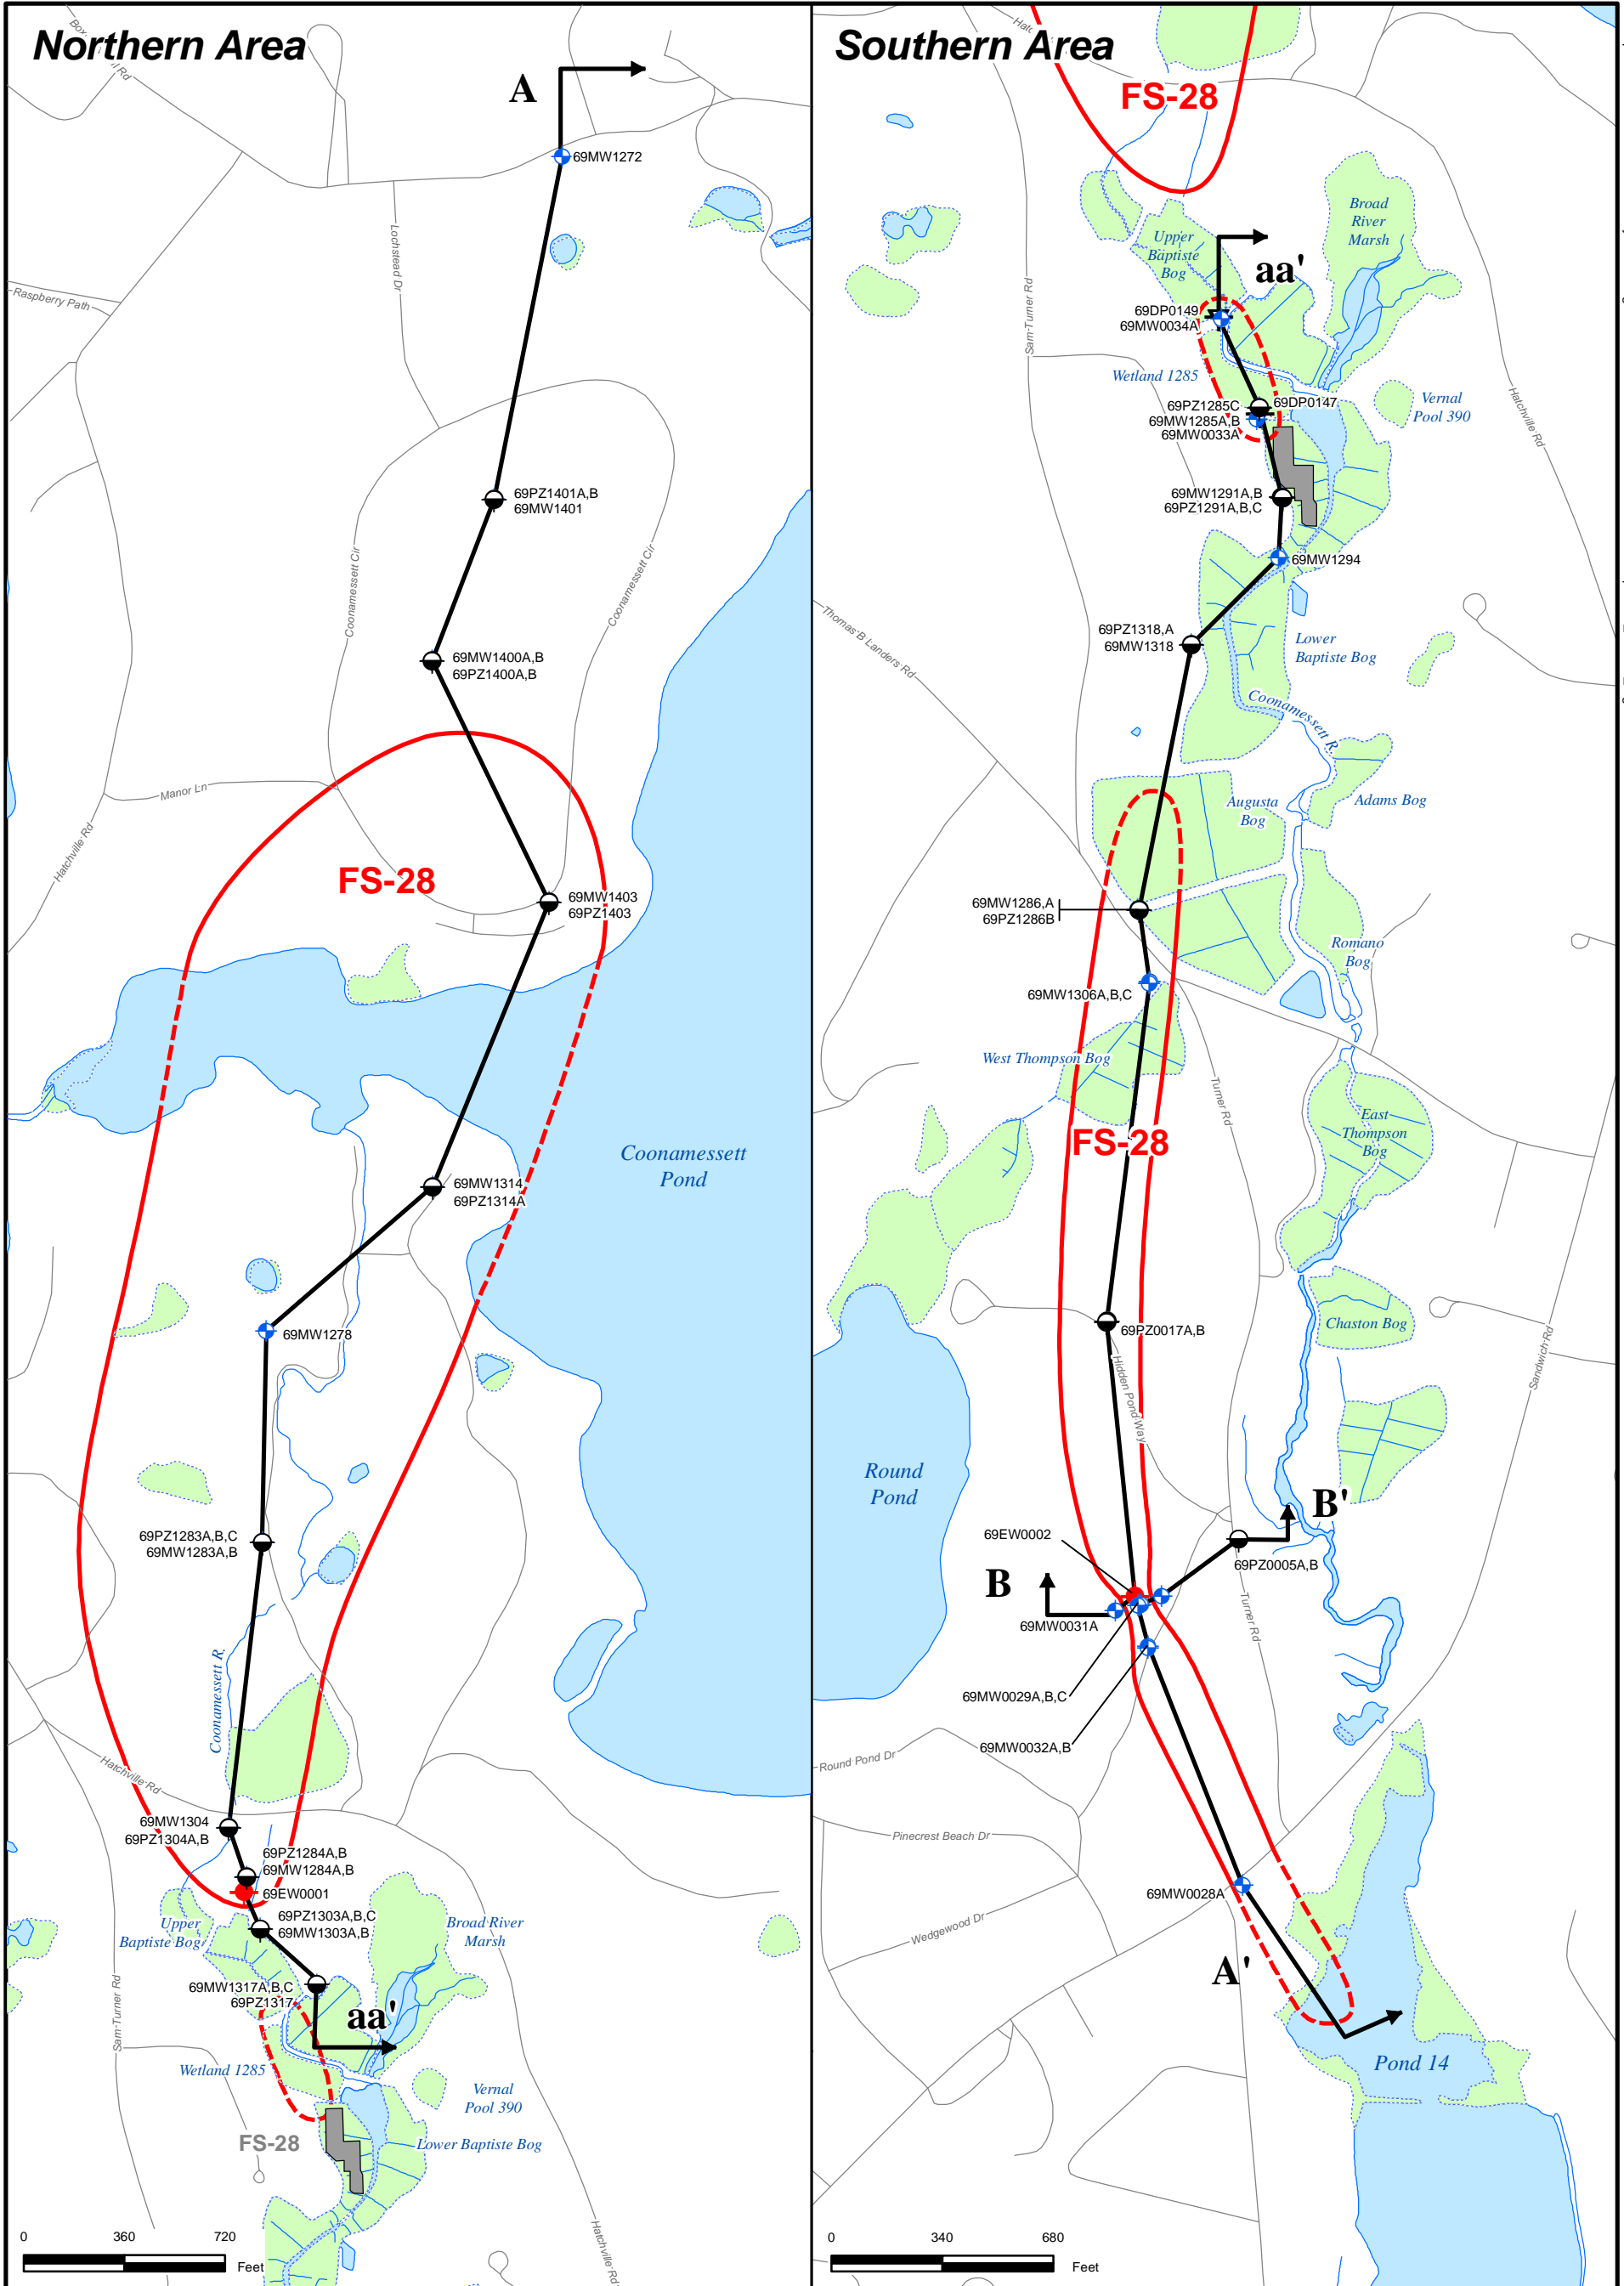 Northern Area
Box
ill Rd
A
69MW1272
Lochstead Dr
Raspberry Path
69PZ1401A,B
69MW1401
Coonamessett Cir
Coonamessett Cir
69MW1400A,B
69PZ1400A,B
Manor Ln
Hatchville Rd
FS-28
69MW1403
69PZ1403
Coonamessett
Pond
69MW1314
69PZ1314A
69MW1278
69PZ1283A,B,C
69MW1283A,B
Coonamessett R.
Hatchville Rd
69MW1304
69PZ1304A,B
69PZ1284A,B
69MW1284A,B
69EW0001
69PZ1303A,B,C
69MW1303A,B
Upper
Baptiste Bog
Broad River
Marsh
69MW1317A,B,C
69PZ1317
aa'
Sam-Turner Rd
Wetland 1285
Vernal
Pool 390
FS-28
Lower Baptiste Bog
Hatchville Rd
0 360 720
Feet
Southern Area
Hatc
FS-28
Broad
River
Marsh
Upper
Baptiste
Bog
aa'
69DP0149
69MW0034A
Sam-Turner Rd
Wetland 1285
69PZ1285C
69MW1285A,B
69MW0033A
69DP0147
Vernal
Pool 390
Hatchville Rd
69MW1291A,B
69PZ1291A,B,C
69MW1294
Thomas B Landers Rd
69PZ1318,A
69MW1318
Lower
Baptiste Bog
Coonamessett R.
Augusta
Bog
Adams Bog
69MW1286,A
69PZ1286B
Romano
Bog
69MW1306A,B,C
West Thompson Bog
Turner Rd
East
Thompson
Bog
FS-28
69PZ0017A,B
Chaston Bog
Hidden Pond Way
Sandwich Rd
Round
Pond
B'
69EW0002
69PZ0005A,B
B
69MW0031A
Turner Rd
69MW0029A,B,C
69MW0032A,B
Round Pond Dr
Pinecrest Beach Dr
69MW0028A
Wedgewood Dr
A'
Pond 14
0 340 680
Feet